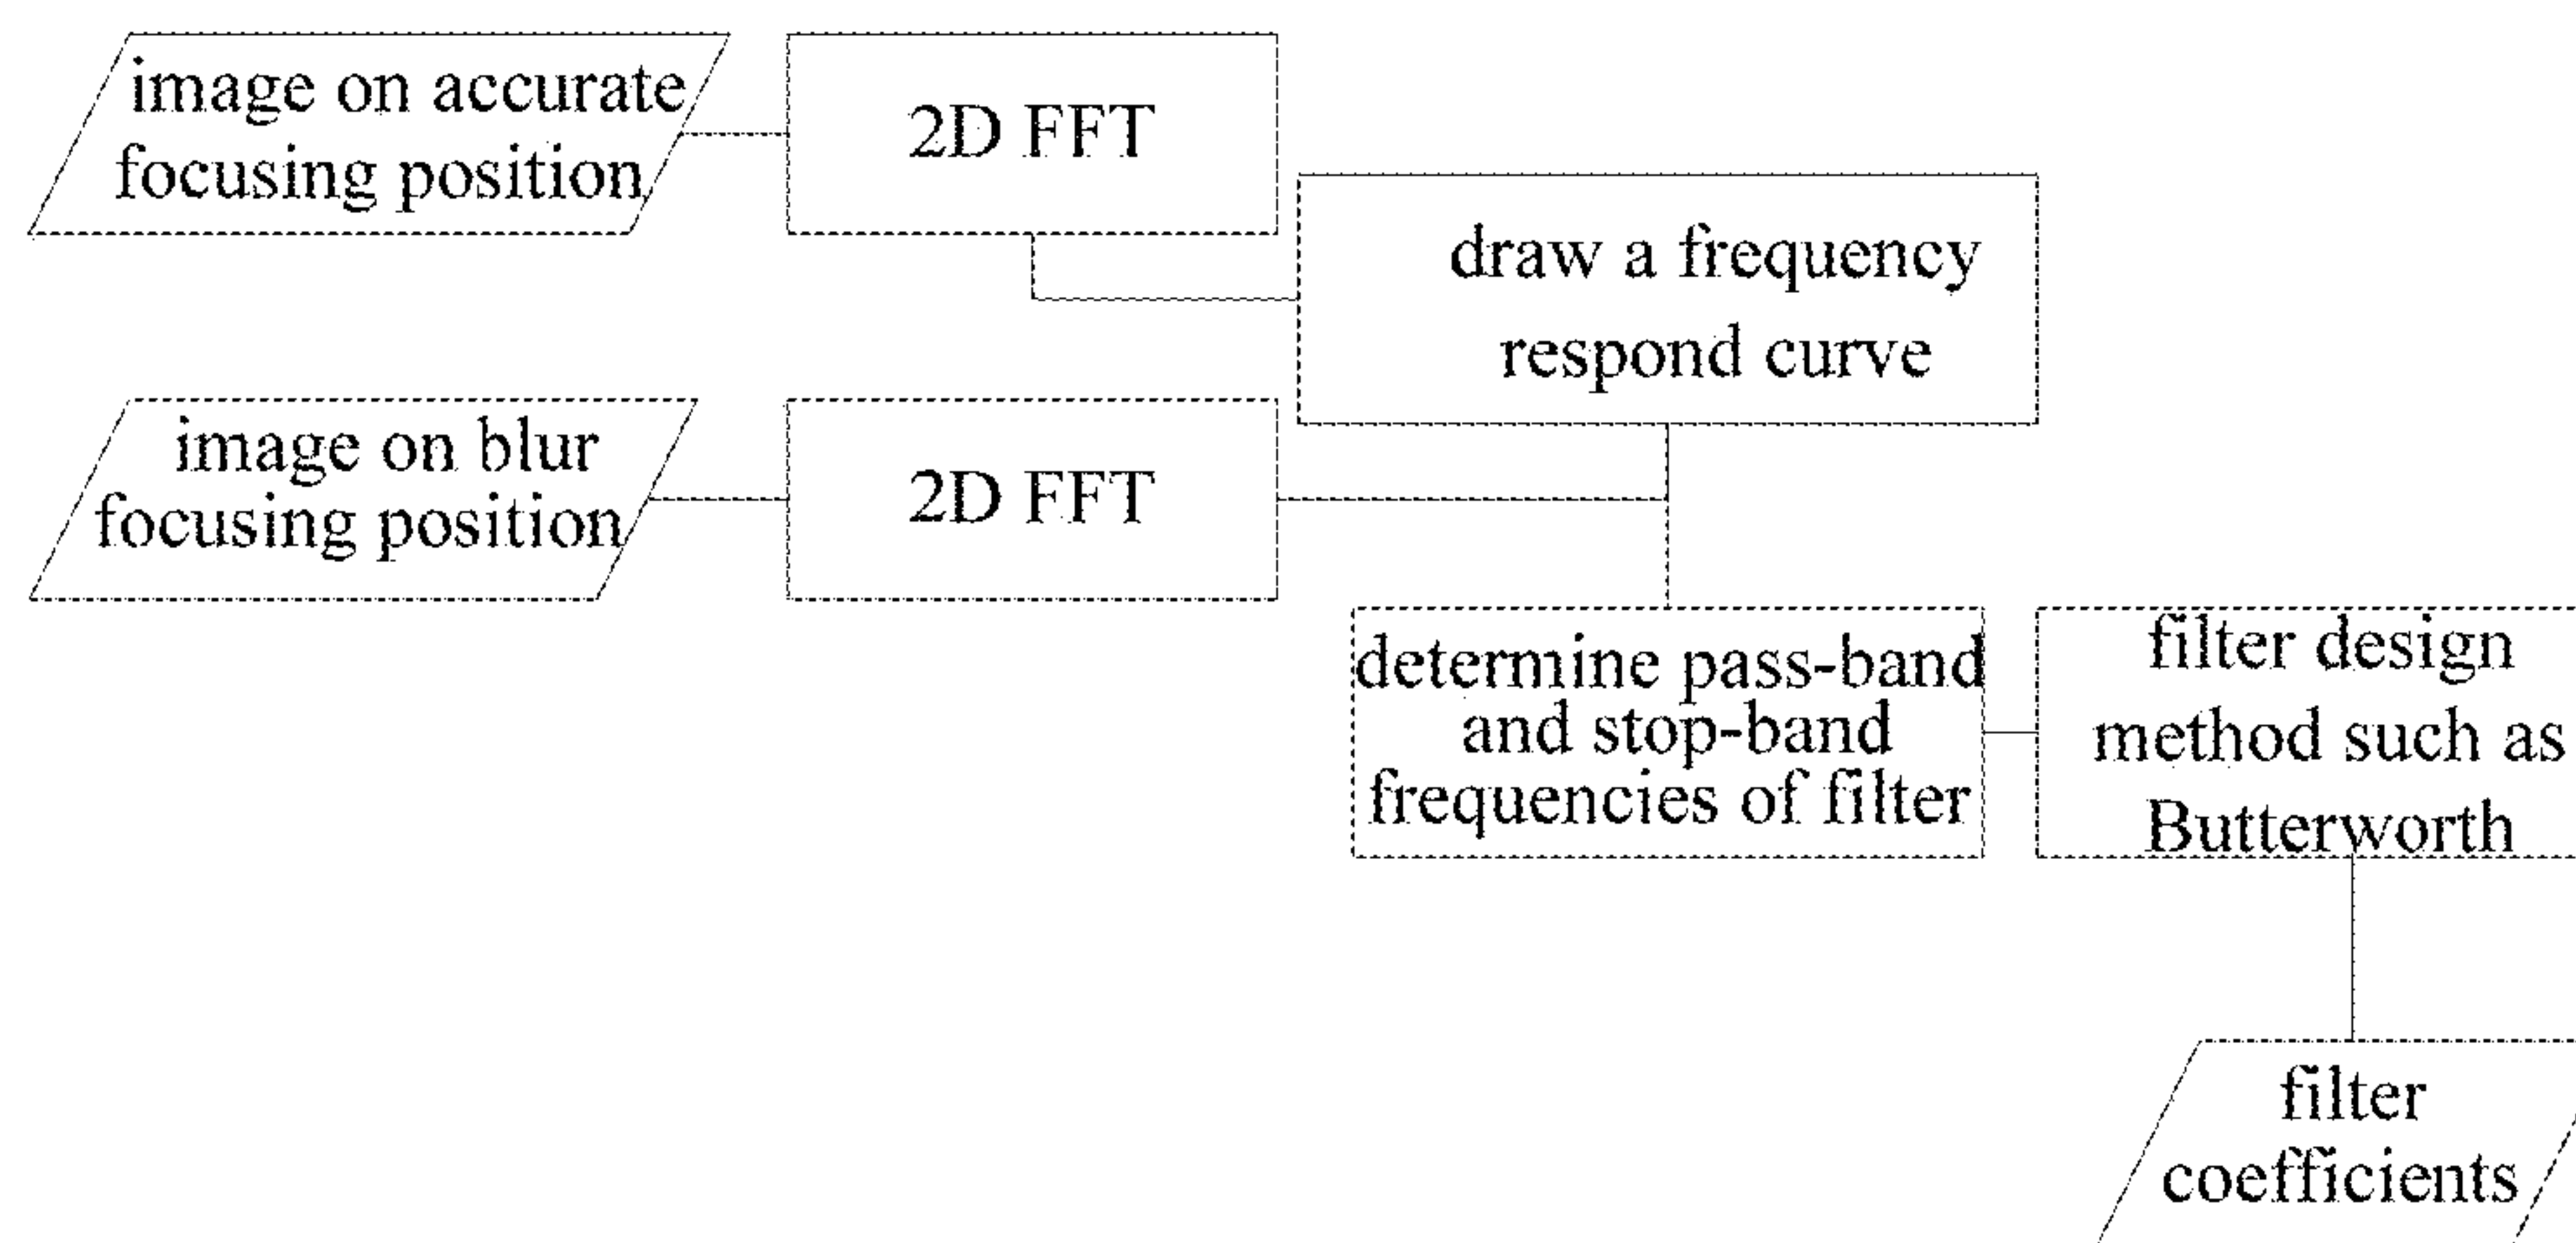 image on accurate
focusing position
2D FFT
draw a frequency
respond curve
image on blur
focusing position
2D FFT
determine pass-band
and stop-band
frequencies of filter
filter design
method such as
Butterworth
filter
coefficients